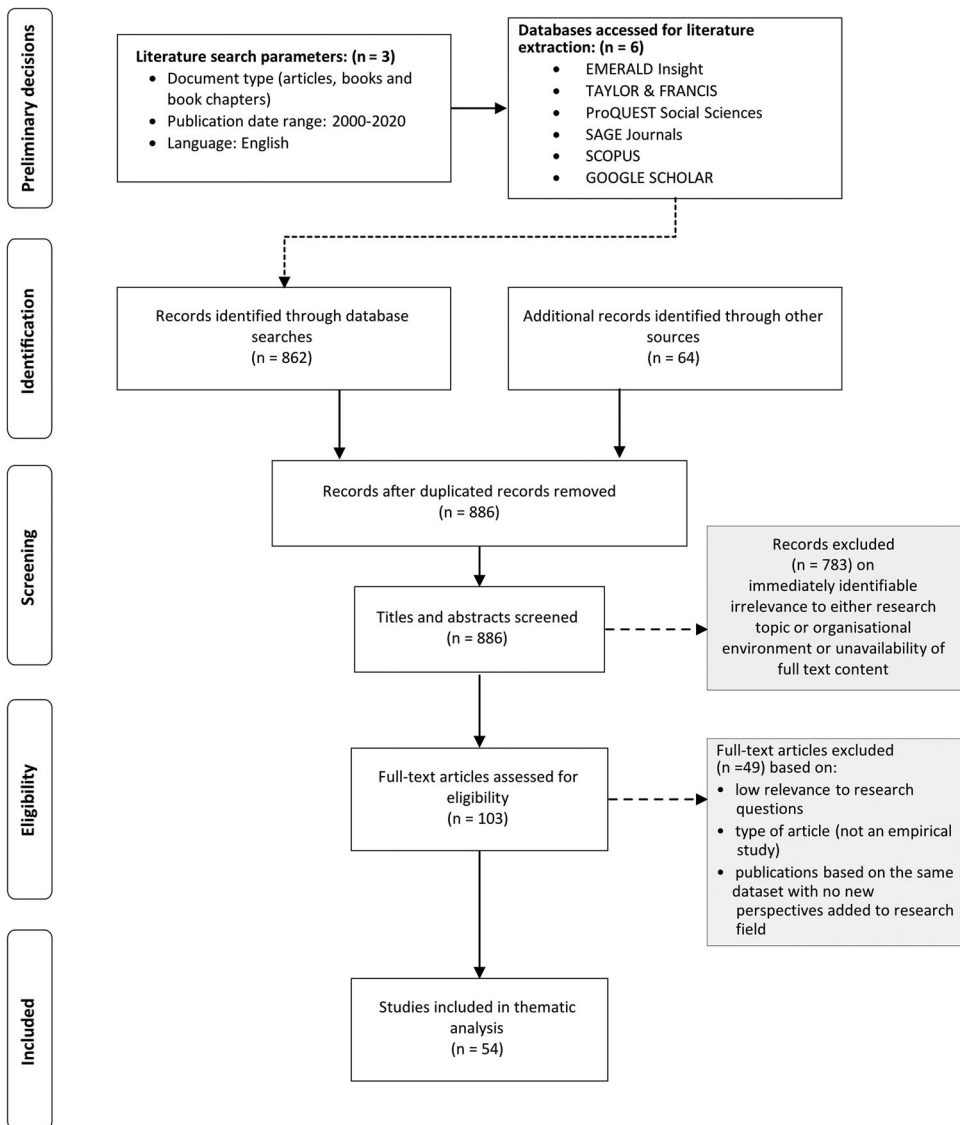 Preliminary decisions
Literature search parameters: (n = 3)
• Document type (articles, books and
book chapters)
• Publication date range: 2000-2020
• Language: English
Databases accessed for literature
extraction: (n = 6)
• EMERALD Insight
• TAYLOR & FRANCIS
• ProQUEST Social Sciences
• SAGE Journals
• SCOPUS
• GOOGLE SCHOLAR
Identification
Records identified through database
searches
(n = 862)
Additional records identified through other
sources
(n = 64)
Screening
Records after duplicated records removed
(n = 886)
Titles and abstracts screened
(n = 886)
Records excluded
(n = 783) on
immediately identifiable
irrelevance to either research
topic or organisational
environment or unavailability of
full text content
Eligibility
Full-text articles assessed for
eligibility
(n = 103)
Full-text articles excluded
(n =49) based on:
• low relevance to research
questions
• type of article (not an empirical
study)
• publications based on the same
dataset with no new
perspectives added to research
field
Included
Studies included in thematic
analysis
(n = 54)